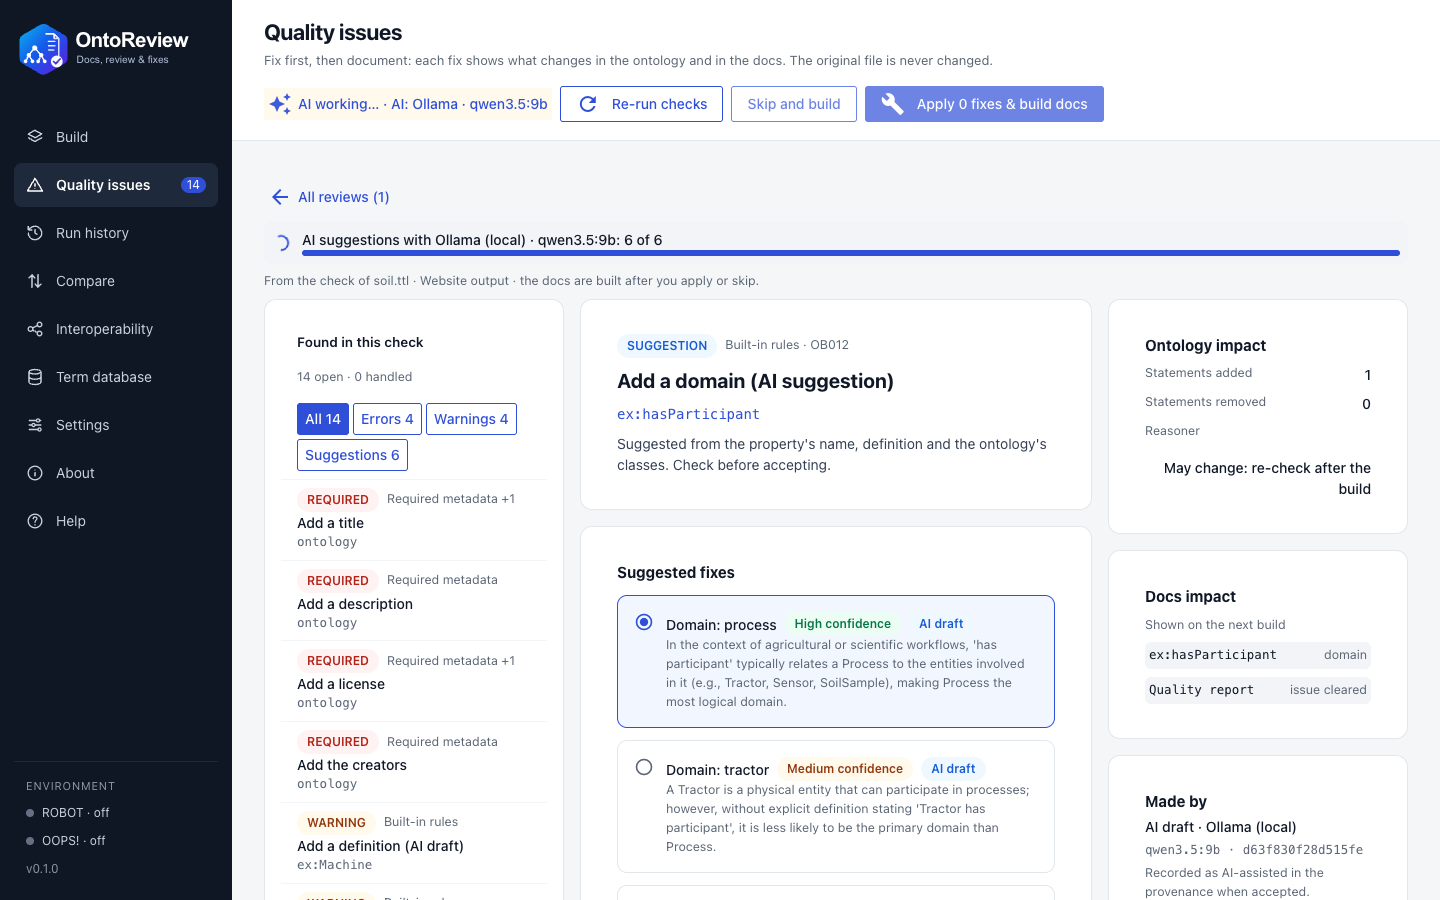 OntoReview
Docs, review & fixes
Build
Quality issues 14
Run history
Compare
Interoperability
Term database
Settings
About
Help
ENVIRONMENT
ROBOT · off
OOPS! · off
v0.1.0
Quality issues
Fix first, then document: each fix shows what changes in the ontology and in the docs. The original file is never changed.
AI working... · AI: Ollama · qwen3.5:9b
Re-run checks
Skip and build
Apply 0 fixes & build docs
All reviews (1)
AI suggestions with Ollama (local) · qwen3.5:9b: 6 of 6
From the check of soil.ttl · Website output · the docs are built after you apply or skip.
Found in this check
14 open · 0 handled
All 14
Errors 4
Warnings 4
Suggestions 6
REQUIRED Required metadata +1
Add a title
ontology
REQUIRED Required metadata
Add a description
ontology
REQUIRED Required metadata +1
Add a license
ontology
REQUIRED Required metadata
Add the creators
ontology
WARNING Built-in rules
Add a definition (AI draft)
ex:Machine
SUGGESTION Built-in rules · OB012
Add a domain (AI suggestion)
ex:hasParticipant
Suggested from the property's name, definition and the ontology's
classes. Check before accepting.
Suggested fixes
Domain: process High confidence AI draft
In the context of agricultural or scientific workflows, 'has
participant' typically relates a Process to the entities involved
in it (e.g., Tractor, Sensor, SoilSample), making Process the
most logical domain.
Domain: tractor Medium confidence AI draft
A Tractor is a physical entity that can participate in processes;
however, without explicit definition stating 'Tractor has
participant', it is less likely to be the primary domain than
Process.
Ontology impact
Statements added 1
Statements removed 0
Reasoner
May change: re-check after the
build
Docs impact
Shown on the next build
ex:hasParticipant domain
Quality report issue cleared
Made by
AI draft · Ollama (local)
qwen3.5:9b · d63f830f28d515fe
Recorded as AI-assisted in the
provenance when accepted.